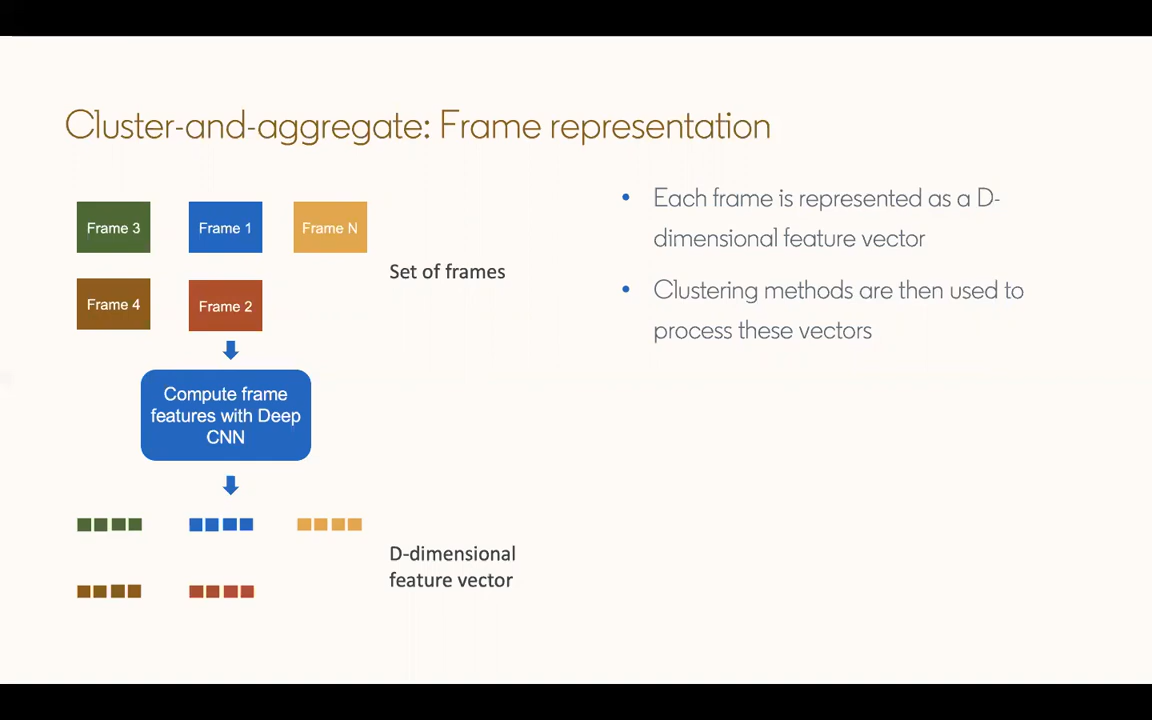 Cluster-and-aggregate: Frame representation
Frame 3
Frame 1
Frame N
Set of frames
Frame 4
Frame 2
Compute frame
features with Deep
CNN
D-dimensional
feature vector
• Each frame is represented as a D-
dimensional feature vector
• Clustering methods are then used to
process these vectors